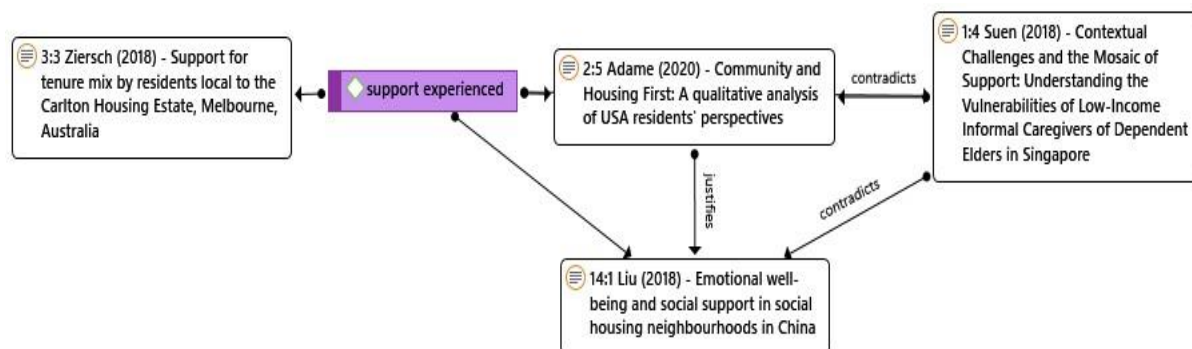 3:3 Ziersch (2018) - Support for
tenure mix by residents local to the
Carlton Housing Estate, Melbourne,
Australia
support experienced
2:5 Adame (2020) - Community and
Housing First: A qualitative analysis
of USA residents' perspectives
contradicts
1:4 Suen (2018) - Contextual
Challenges and the Mosaic of
Support: Understanding the
Vulnerabilities of Low-Income
Informal Caregivers of Dependent
Elders in Singapore
justifies
contradicts
14:1 Liu (2018) - Emotional well-
being and social support in social
housing neighbourhoods in China